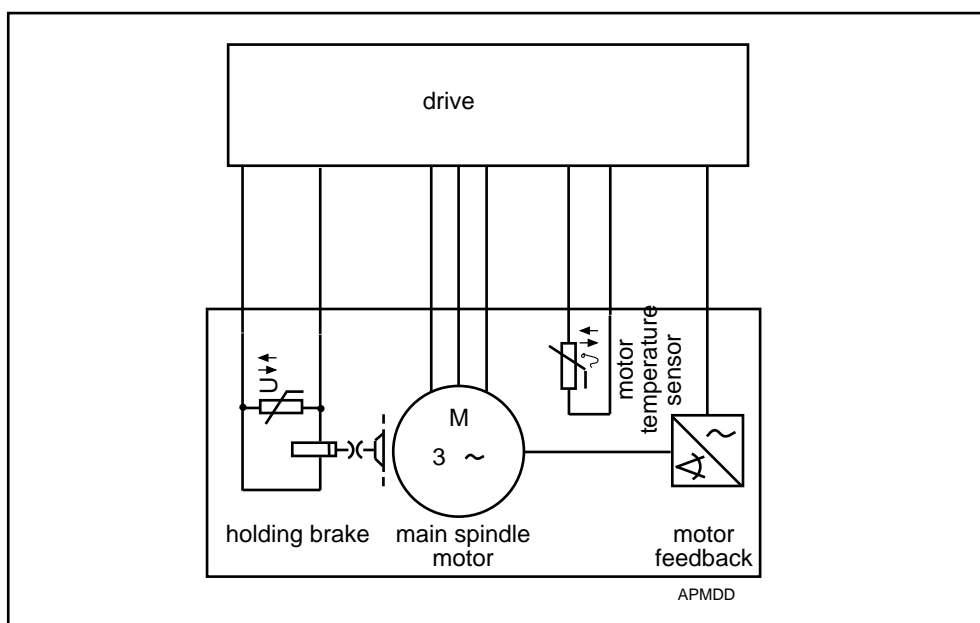 drive
U
motor
temperature
sensor
M
3 ~
holding brake
main spindle
motor
motor
feedback
APMDD